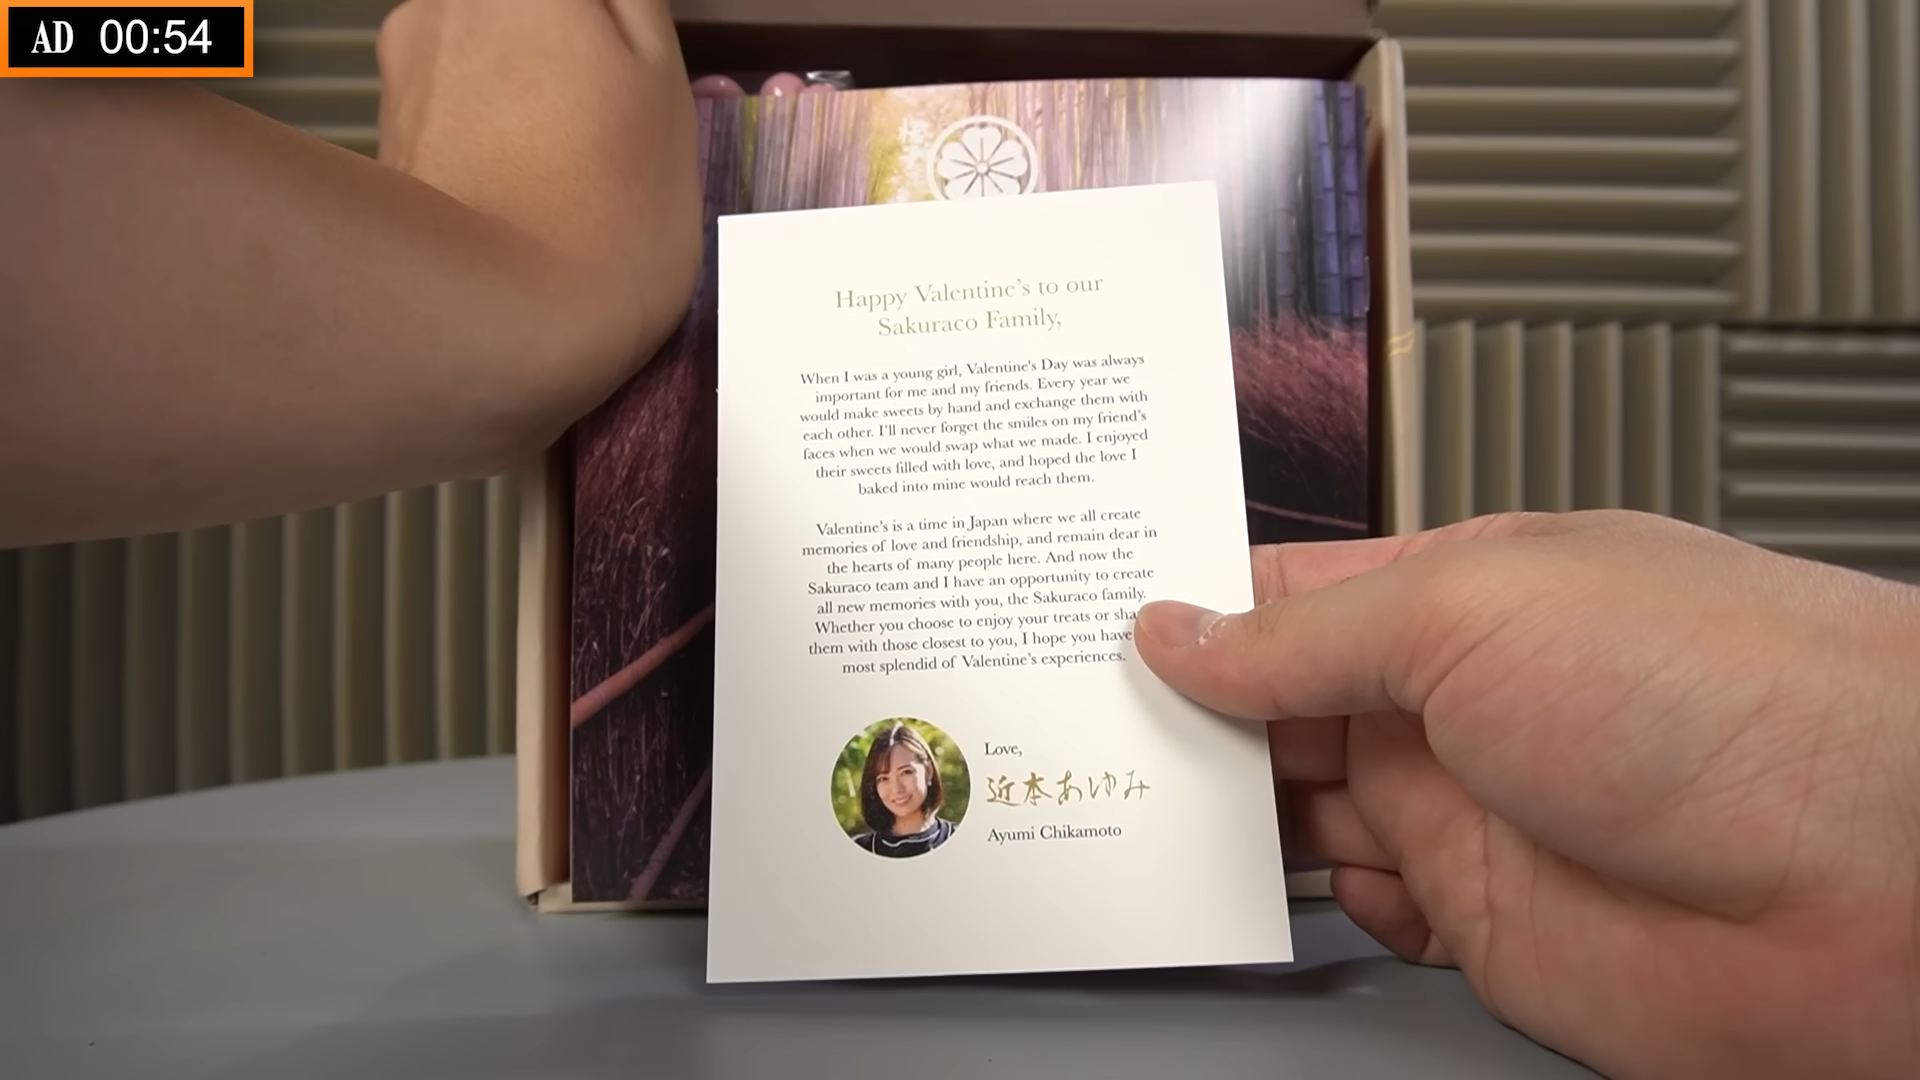 AD 00:54
Happy Valentine's to our
Sakuraco Family,
When I was a young girl, Valentine's Day was always
important for me and my friends. Every year we
would make sweets by hand and exchange them with
each other. I'll never forget the smiles on my friend's
faces when we would swap what we made. I enjoyed
their sweets filled with love, and hoped the love I
baked into mine would reach them.
Valentine's is a time in Japan where we all create
memories of love and friendship, and remain dear in
the hearts of many people here. And now the
Sakuraco team and I have an opportunity to create
all new memories with you, the Sakuraco family.
Whether you choose to enjoy your treats or
them with those closest to you, I hope you have
most splendid of Valentine's experiences.
Love,
近本あゆみ
Ayumi Chikamoto